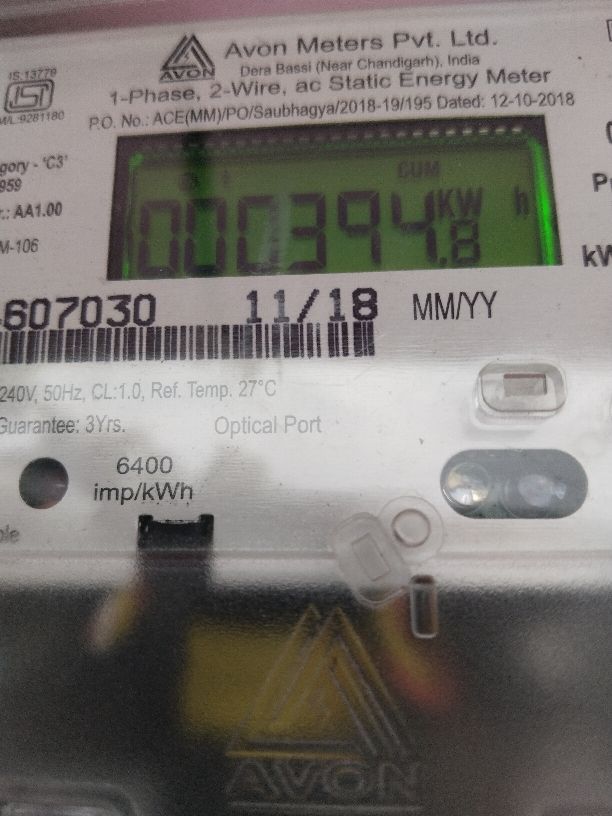 Avon Meters Pvt. Ltd.
AVON
Dera Bassi (Near Chandigarh), India
IS:13779
1-Phase, 2-Wire, ac Static Energy Meter
ISI
M/L:9281180
P.O. No.: ACE(MM)/PO/Saubhagya/2018-19/195 Dated: 12-10-2018
gory - 'C3'
959
r.: AA1.00
M-106
CUM
000394.8 KW h
kW
607030 11/18 MM/YY
240V, 50Hz, CL:1.0, Ref. Temp. 27°C
Guarantee: 3Yrs. Optical Port
6400
imp/kWh
AVON